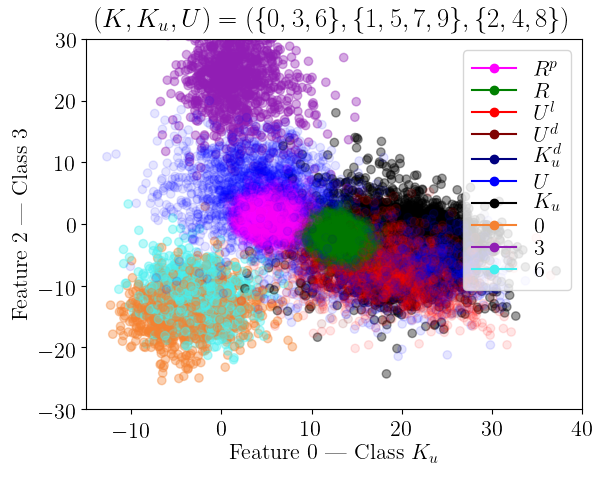 (K, K_u, U) = ({0, 3, 6}, {1, 5, 7, 9}, {2, 4, 8})
30
20
10
0
−10
−20
−30
Feature 2 — Class 3
R^p
R
U^l
U^d
K_u^d
U
K_u
0
3
6
−10
0
10
20
30
40
Feature 0 — Class K_u